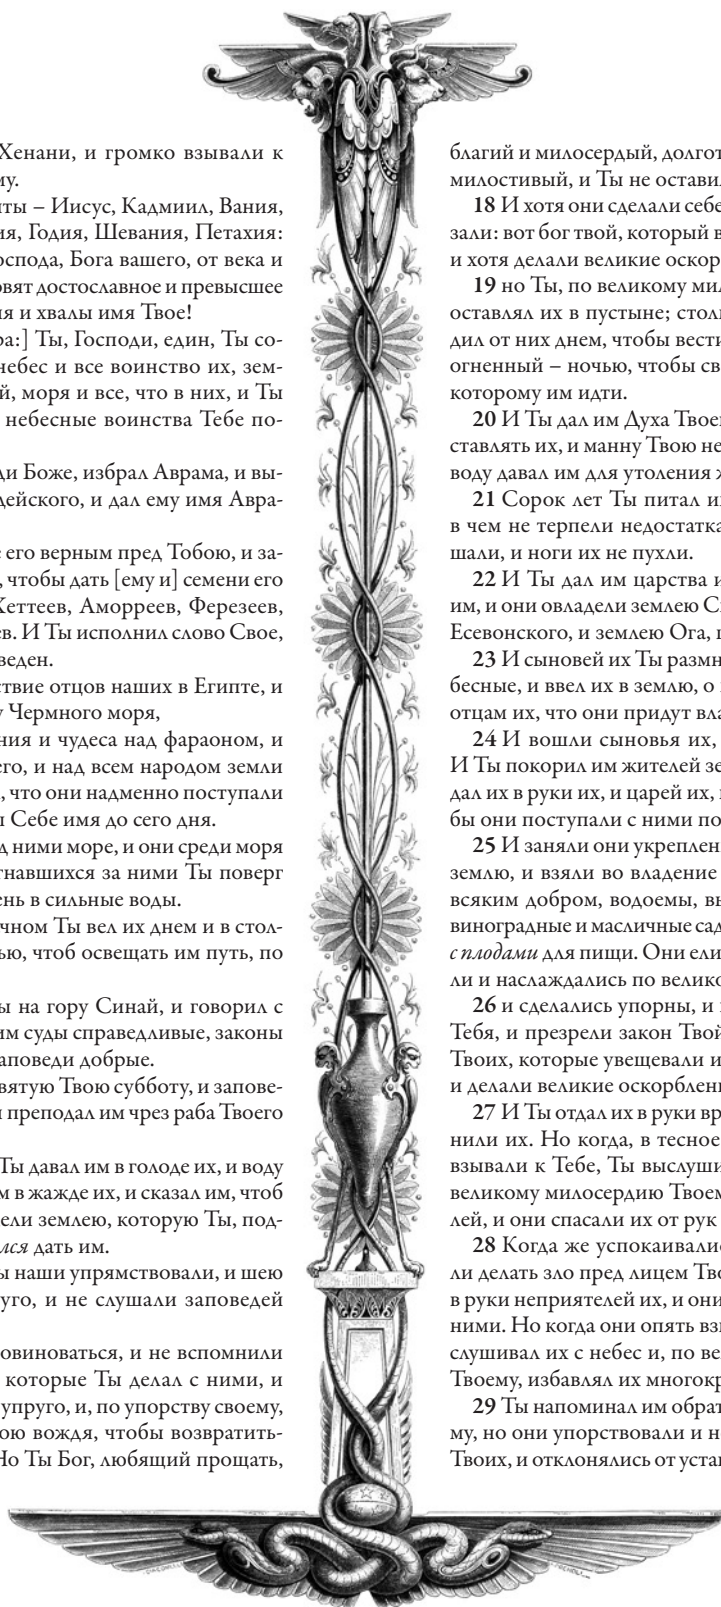 Хенани, и громко взывали к
му.
ты – Иисус, Кадмиил, Вания,
ия, Годия, Шевания, Петахия:
оспода, Бога вашего, от века и
овят достославное и превысшее
ия и хвалы имя Твое!
ра:] Ты, Господи, един, Ты со-
небес и все воинство их, зем-
й, моря и все, что в них, и Ты
небесные воинства Тебе по-
ди Боже, избрал Аврама, и вы-
дейского, и дал ему имя Авра-
е его верным пред Тобою, и за-
, чтобы дать [ему и] семени его
Хеттеев, Аморреев, Ферезеев,
ев. И Ты исполнил слово Свое,
веден.
ствие отцов наших в Египте, и
у Чермного моря,
ния и чудеса над фараоном, и
его, и над всем народом земли
, что они надменно поступали
ы Себе имя до сего дня.
д ними море, и они среди моря
гнавшихся за ними Ты поверг
ень в сильные воды.
чном Ты вел их днем и в стол-
ью, чтоб освещать им путь, по
ы на гору Синай, и говорил с
им суды справедливые, законы
аповеди добрые.
вятую Твою субботу, и запове-
и преподал им чрез раба Твоего
Ты давал им в голоде их, и воду
м в жажде их, и сказал им, чтоб
ели землею, которую Ты, под-
лся дать им.
ы наши упрямствовали, и шею
уго, и не слушали заповедей
овиноваться, и не вспомнили
которые Ты делал с ними, и
упруго, и, по упорству своему,
ою вождя, чтобы возвратить-
Но Ты Бог, любящий прощать,
благий и милосердый, долгот
милостивый, и Ты не оставил
18 И хотя они сделали себе
зали: вот бог твой, который в
и хотя делали великие оскор
19 но Ты, по великому мил
оставлял их в пустыне; стол
дил от них днем, чтобы вести
огненный – ночью, чтобы св
которому им идти.
20 И Ты дал им Духа Твоег
ставлять их, и манну Твою не
воду давал им для утоления ж
21 Сорок лет Ты питал их
в чем не терпели недостатка
шали, и ноги их не пухли.
22 И Ты дал им царства и
им, и они овладели землею Си
Есевонского, и землею Ога, ц
23 И сыновей их Ты размн
бесные, и ввел их в землю, о к
отцам их, что они придут вла
24 И вошли сыновья их,
И Ты покорил им жителей зе
дал их в руки их, и царей их, и
бы они поступали с ними по
25 И заняли они укреплен
землю, и взяли во владение
всяким добром, водоемы, вы
виноградные и масличные сад
с плодами для пищи. Они ели
ли и наслаждались по велико
26 и сделались упорны, и
Тебя, и презрели закон Твой
Твоих, которые увещевали и
и делали великие оскорблени
27 И Ты отдал их в руки вр
нили их. Но когда, в тесное
взывали к Тебе, Ты выслуши
великому милосердию Твоем
лей, и они спасали их от рук
28 Когда же успокаивалис
ли делать зло пред лицем Тво
в руки неприятелей их, и они
ними. Но когда они опять взы
слушивал их с небес и, по вел
Твоему, избавлял их многокр
29 Ты напоминал им обрат
му, но они упорствовали и не
Твоих, и отклонялись от устав